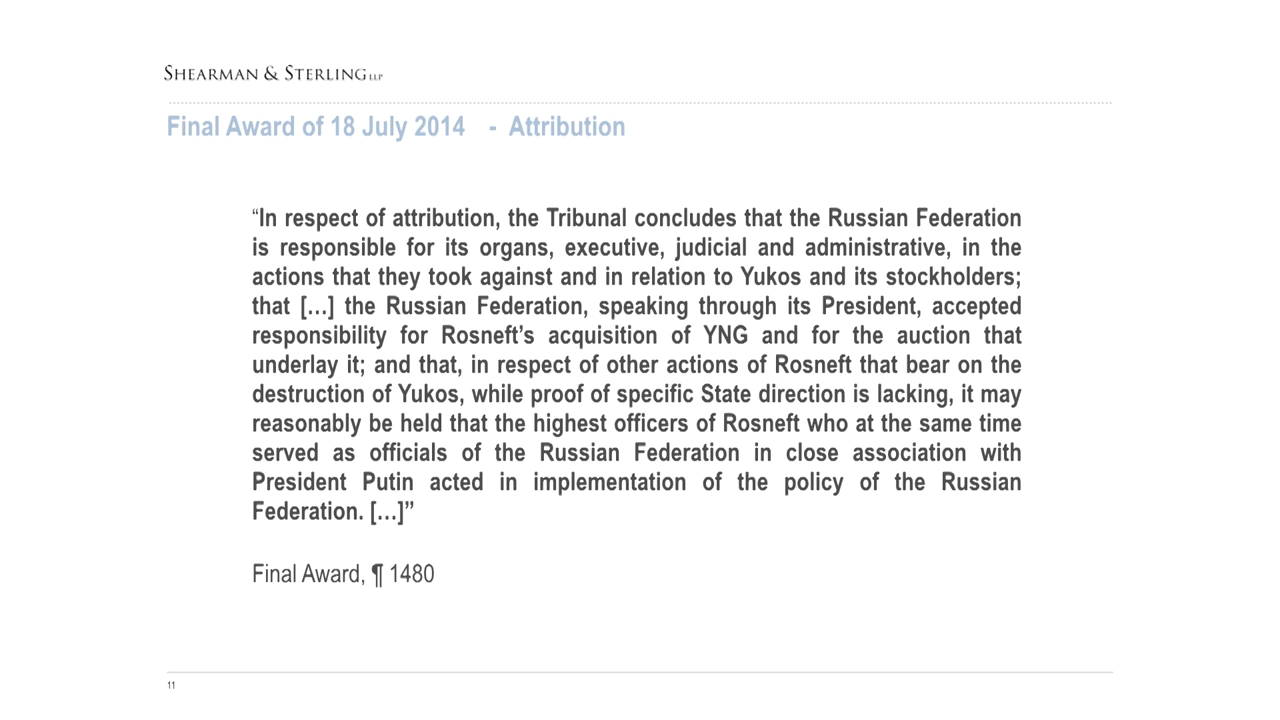 SHEARMAN & STERLING LLP
Final Award of 18 July 2014 - Attribution
“In respect of attribution, the Tribunal concludes that the Russian Federation
is responsible for its organs, executive, judicial and administrative, in the
actions that they took against and in relation to Yukos and its stockholders;
that […] the Russian Federation, speaking through its President, accepted
responsibility for Rosneft’s acquisition of YNG and for the auction that
underlay it; and that, in respect of other actions of Rosneft that bear on the
destruction of Yukos, while proof of specific State direction is lacking, it may
reasonably be held that the highest officers of Rosneft who at the same time
served as officials of the Russian Federation in close association with
President Putin acted in implementation of the policy of the Russian
Federation. […]”
Final Award, ¶ 1480
11